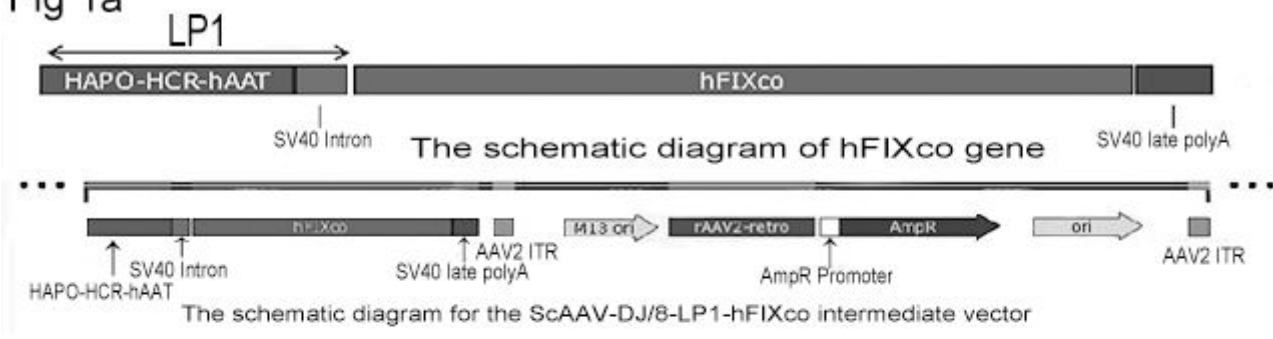 Fig 1a
LP1
HAPO-HCR-hAAT hFIXco
SV40 Intron SV40 late polyA
The schematic diagram of hFIXco gene
hFIXco M13 ori rAAV2-retro AmpR ori
AAV2 ITR AAV2 ITR
SV40 Intron SV40 late polyA AmpR Promoter
HAPO-HCR-hAAT
The schematic diagram for the ScAAV-DJ/8-LP1-hFIXco intermediate vector